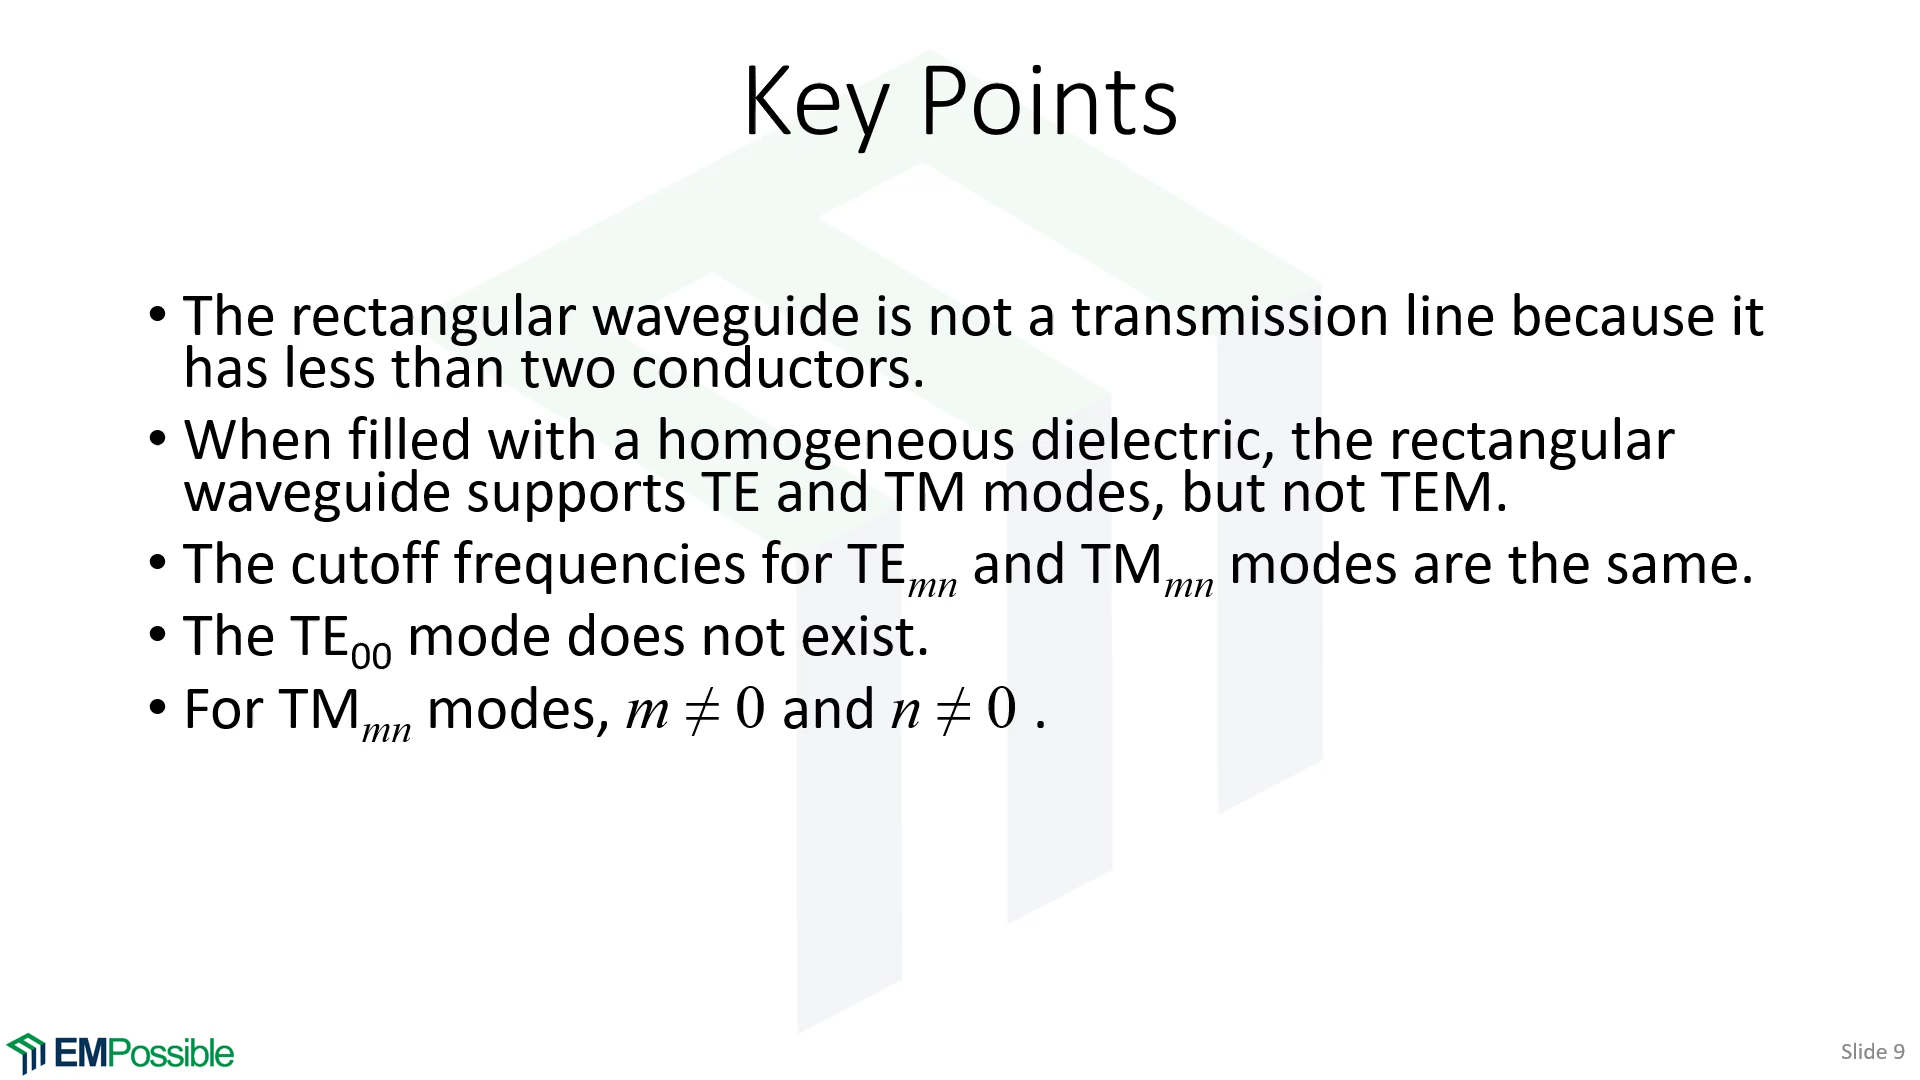 Key Points
• The rectangular waveguide is not a transmission line because it
has less than two conductors.
• When filled with a homogeneous dielectric, the rectangular
waveguide supports TE and TM modes, but not TEM.
• The cutoff frequencies for TEmn and TMmn modes are the same.
• The TE00 mode does not exist.
• For TMmn modes, m ≠ 0 and n ≠ 0 .
EMPossible
Slide 9